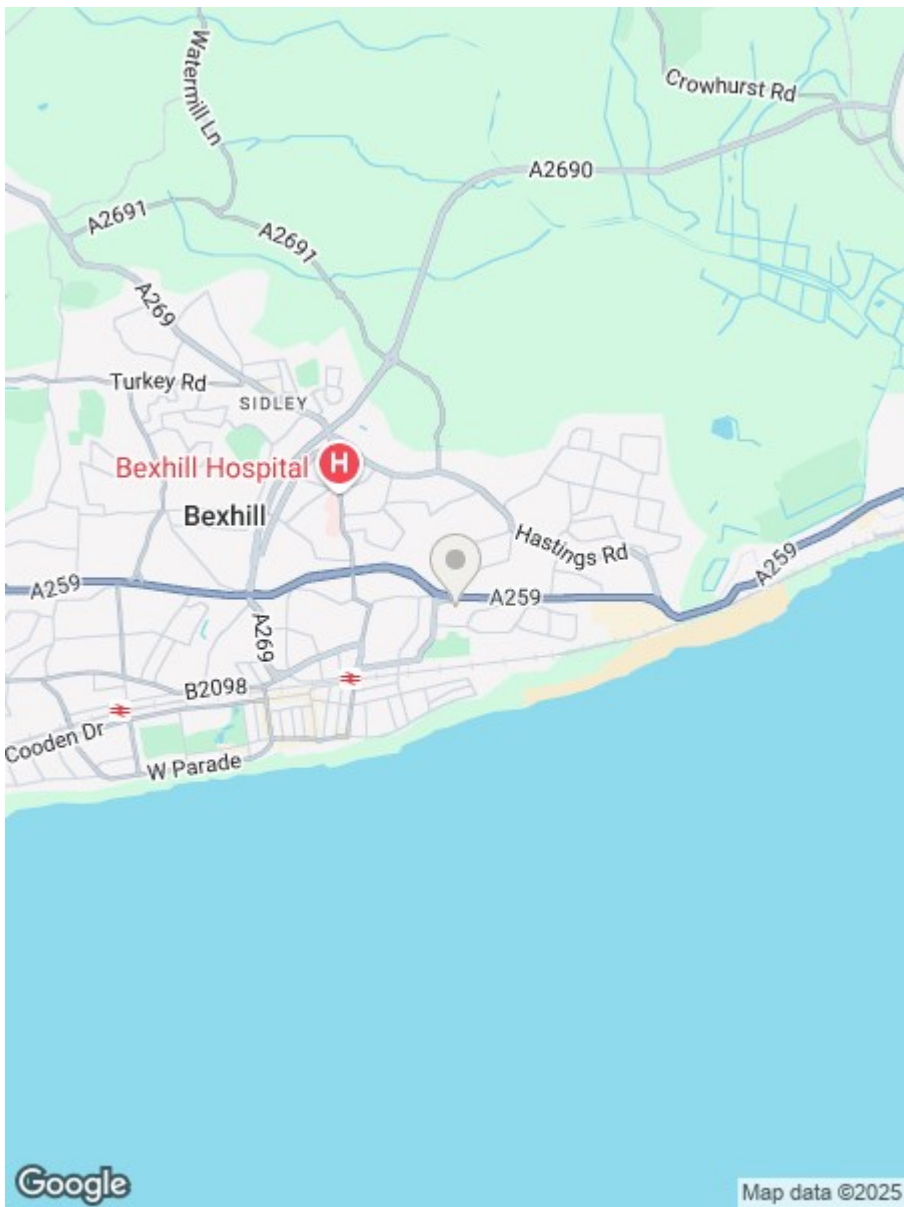 Watermill Ln
Crowhurst Rd
A2690
A2691
A2691
A269
Turkey Rd
SIDLEY
Bexhill Hospital
H
Bexhill
Hastings Rd
A259
A259
A259
A269
B2098
Cooden Dr
W Parade
Google
Map data ©2025